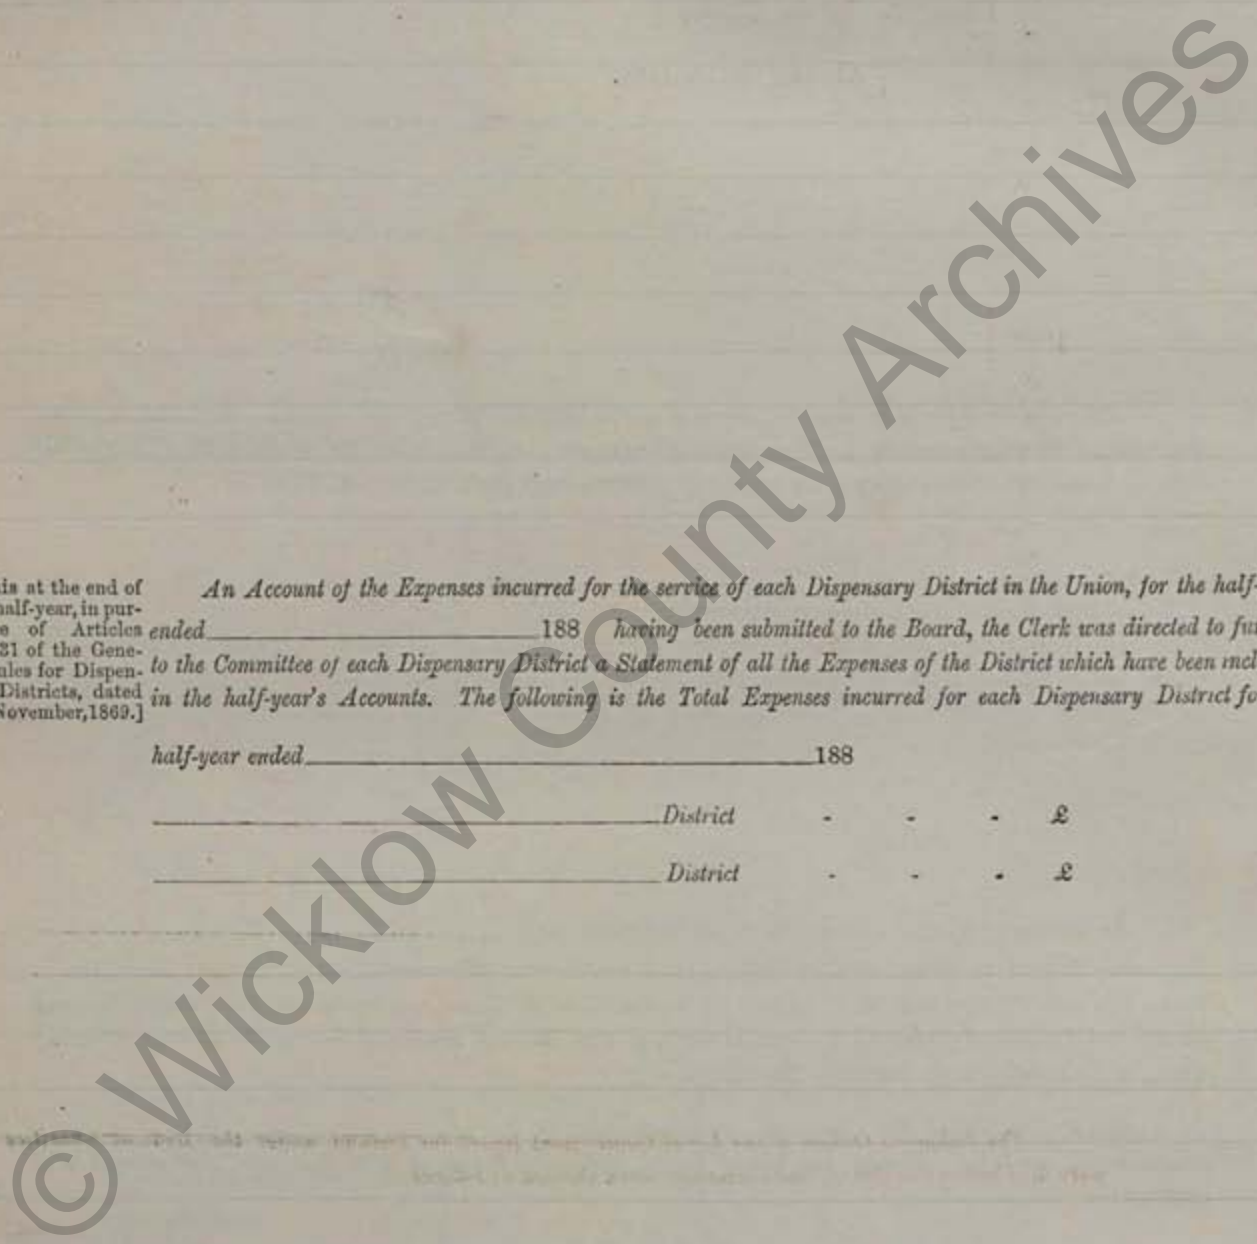 is at the end of
half-year, in pur-
e of Articles
31 of the Gene-
ules for Dispen-
Districts, dated
November, 1869.]
An Account of the Expenses incurred for the service of each Dispensary District in the Union, for the half-
ended 188 having been submitted to the Board, the Clerk was directed to fur
to the Committee of each Dispensary District a Statement of all the Expenses of the District which have been incl
in the half-year's Accounts. The following is the Total Expenses incurred for each Dispensary District fo
half-year ended 188
District - - - £
District - - - £
© Wicklow County Archives